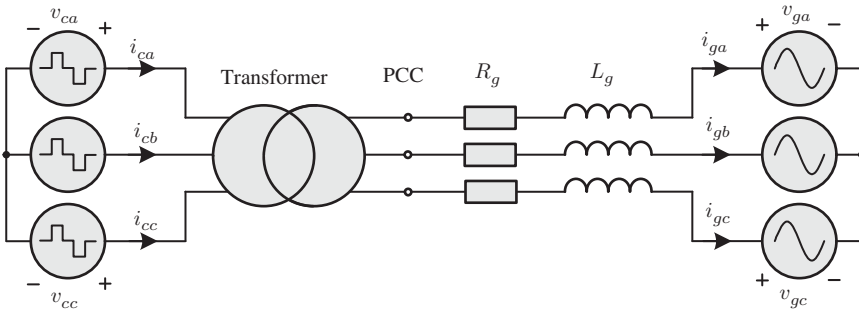 v_ca
− +
i_ca
Transformer
PCC
R_g
L_g
i_ga
v_ga
+ −
i_cb
i_gb
i_cc
i_gc
− +
v_cc
+ −
v_gc